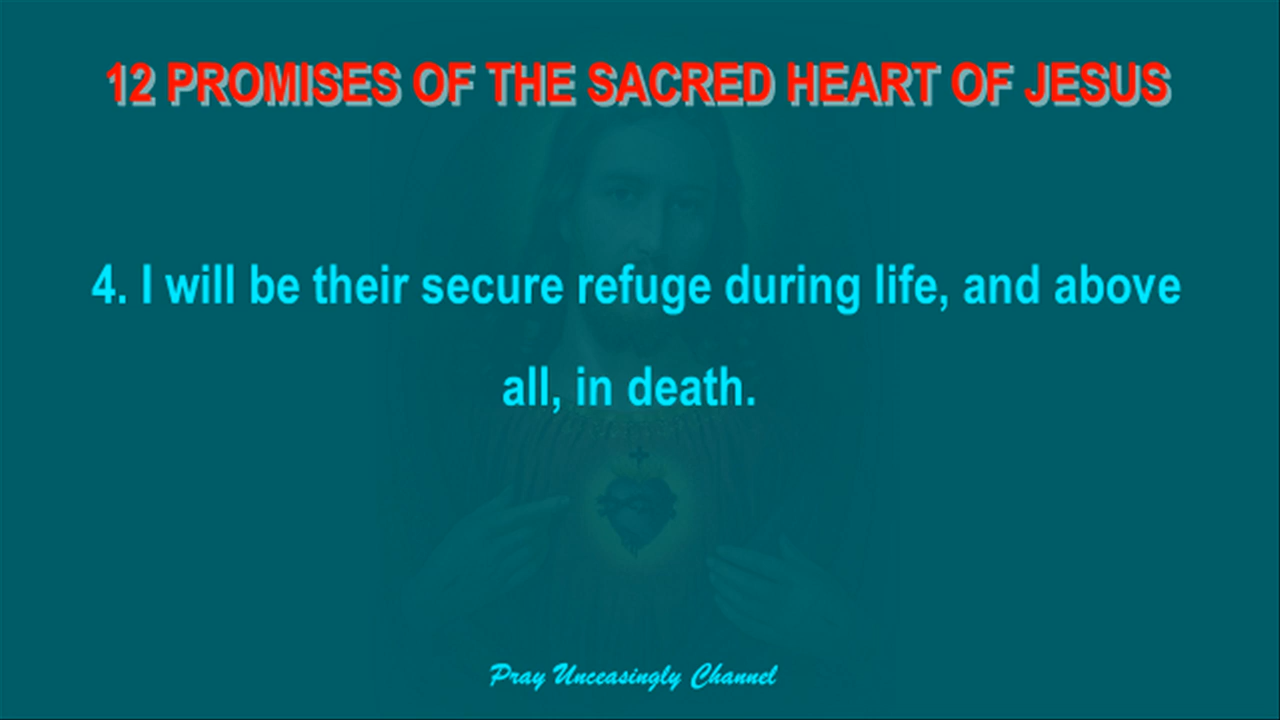 12 PROMISES OF THE SACRED HEART OF JESUS
4. I will be their secure refuge during life, and above
all, in death.
Pray Unceasingly Channel